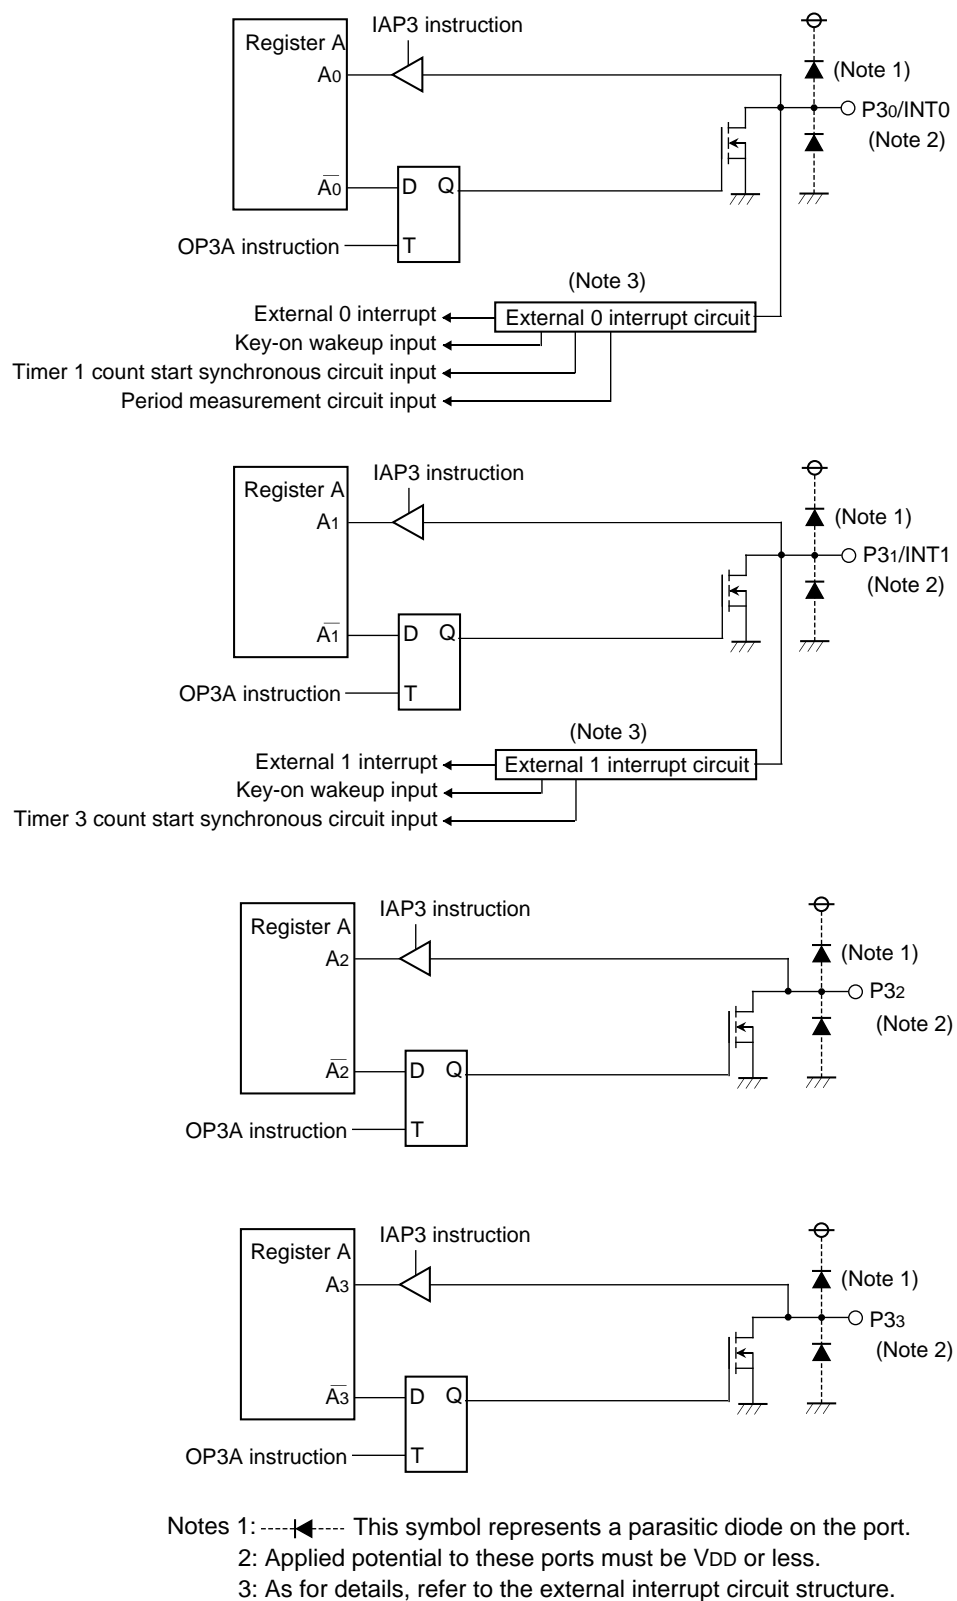 Register A
IAP3 instruction
A0
(Note 1)
P30/INT0
(Note 2)
A0
D Q
OP3A instruction
T
(Note 3)
External 0 interrupt
External 0 interrupt circuit
Key-on wakeup input
Timer 1 count start synchronous circuit input
Period measurement circuit input
IAP3 instruction
Register A
A1
(Note 1)
P31/INT1
(Note 2)
A1
D Q
OP3A instruction
T
(Note 3)
External 1 interrupt
External 1 interrupt circuit
Key-on wakeup input
Timer 3 count start synchronous circuit input
IAP3 instruction
Register A
A2
(Note 1)
P32
(Note 2)
A2
D Q
OP3A instruction
T
IAP3 instruction
Register A
A3
(Note 1)
P33
(Note 2)
A3
D Q
OP3A instruction
T
Notes 1: This symbol represents a parasitic diode on the port.
2: Applied potential to these ports must be VDD or less.
3: As for details, refer to the external interrupt circuit structure.